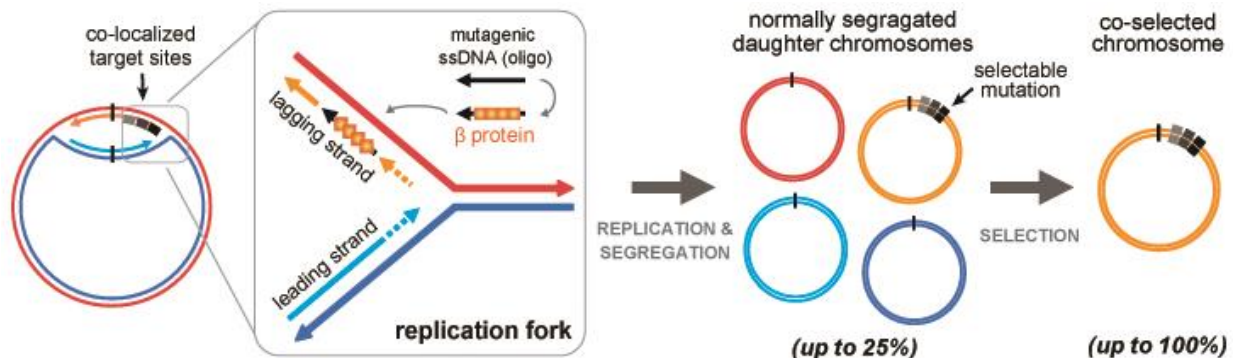 co-localized
target sites
mutagenic
ssDNA (oligo)
β protein
lagging strand
leading strand
replication fork
REPLICATION &
SEGREGATION
normally segragated
daughter chromosomes
selectable
mutation
(up to 25%)
SELECTION
co-selected
chromosome
(up to 100%)